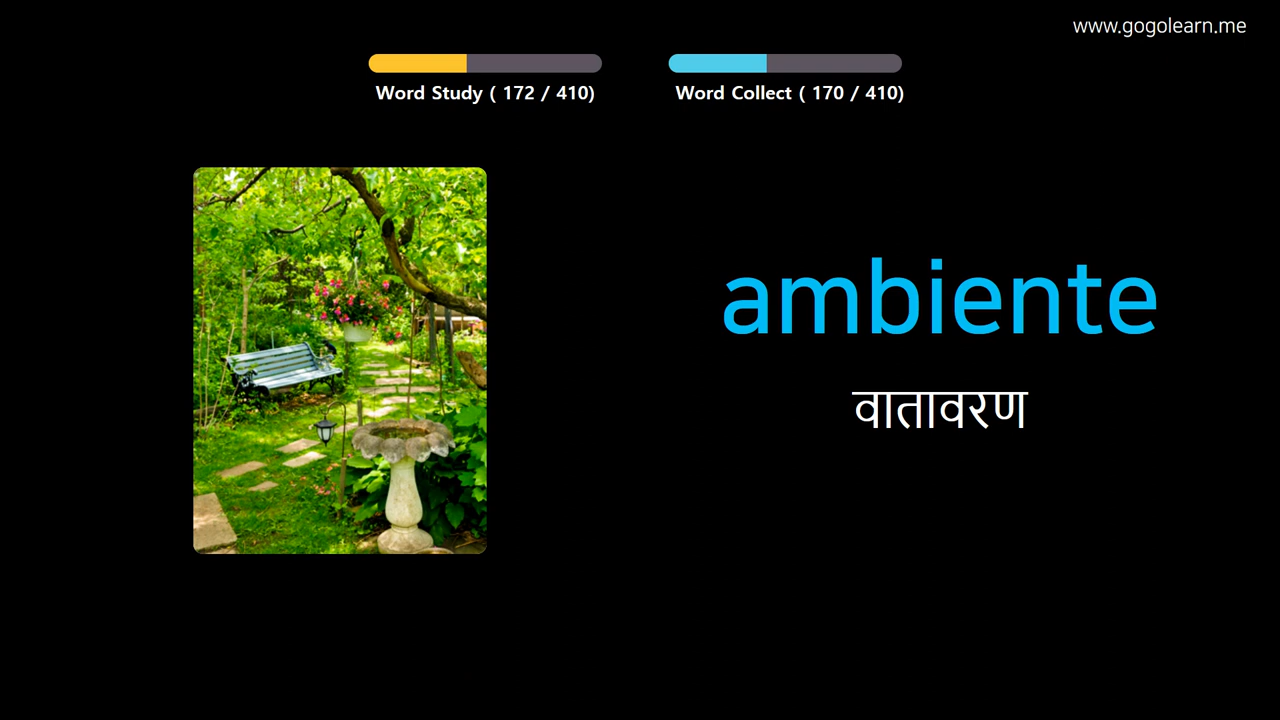 www.gogolearn.me
Word Study ( 172 / 410)
Word Collect ( 170 / 410)
ambiente
वातावरण